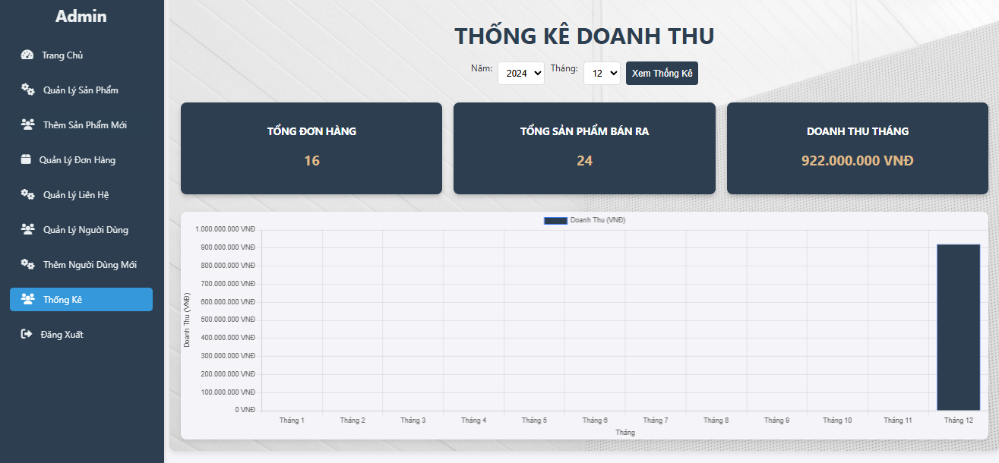 Admin
Trang Chủ
Quản Lý Sản Phẩm
Thêm Sản Phẩm Mới
Quản Lý Đơn Hàng
Quản Lý Liên Hệ
Quản Lý Người Dùng
Thêm Người Dùng Mới
Thống Kê
Đăng Xuất
THỐNG KÊ DOANH THU
Năm: 2024 Tháng: 12 Xem Thống Kê
TỔNG ĐƠN HÀNG
16
TỔNG SẢN PHẨM BÁN RA
24
DOANH THU THÁNG
922.000.000 VNĐ
Doanh Thu (VNĐ)
Doanh Thu (VNĐ)
1.000.000.000 VNĐ
900.000.000 VNĐ
800.000.000 VNĐ
700.000.000 VNĐ
600.000.000 VNĐ
500.000.000 VNĐ
400.000.000 VNĐ
300.000.000 VNĐ
200.000.000 VNĐ
100.000.000 VNĐ
0 VNĐ
Tháng 1 Tháng 2 Tháng 3 Tháng 4 Tháng 5 Tháng 6 Tháng 7 Tháng 8 Tháng 9 Tháng 10 Tháng 11 Tháng 12
Tháng